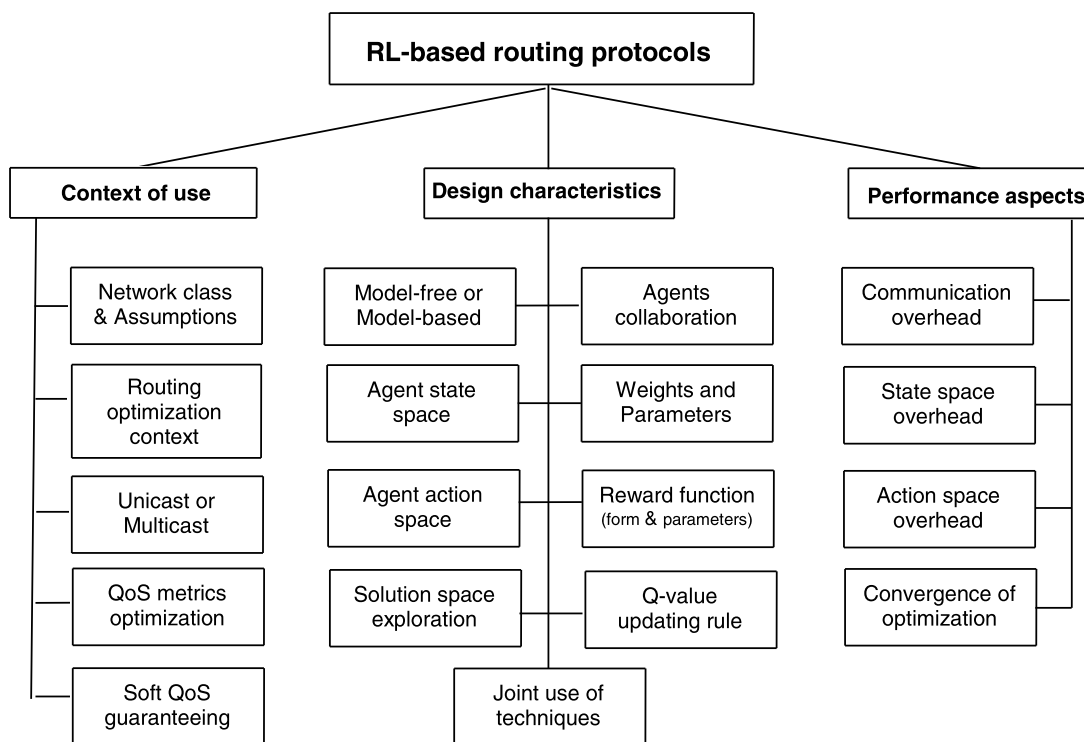 RL-based routing protocols
Context of use
Network class
& Assumptions
Routing
optimization
context
Unicast or
Multicast
QoS metrics
optimization
Soft QoS
guaranteeing
Design characteristics
Model-free or
Model-based
Agents
collaboration
Agent state
space
Weights and
Parameters
Agent action
space
Reward function
(form & parameters)
Solution space
exploration
Q-value
updating rule
Joint use of
techniques
Performance aspects
Communication
overhead
State space
overhead
Action space
overhead
Convergence of
optimization